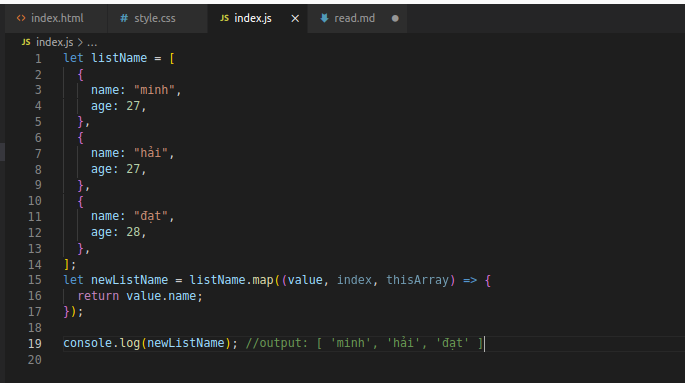 index.html
style.css
JS index.js
read.md
JS index.js > ...
1 let listName = [
2   {
3     name: "minh",
4     age: 27,
5   },
6   {
7     name: "hải",
8     age: 27,
9   },
10   {
11     name: "đạt",
12     age: 28,
13   },
14 ];
15 let newListName = listName.map((value, index, thisArray) => {
16   return value.name;
17 });
18
19 console.log(newListName); //output: [ 'minh', 'hải', 'đạt' ]
20